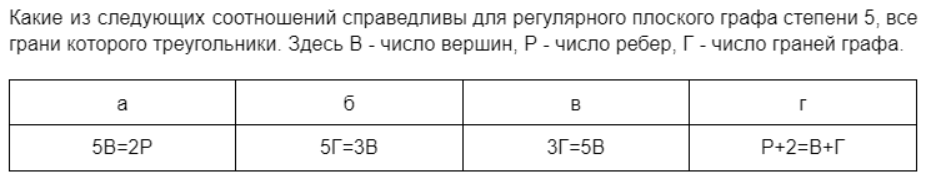 Какие из следующих соотношений справедливы для регулярного плоского графа степени 5, все
грани которого треугольники. Здесь В - число вершин, Р - число ребер, Г - число граней графа.
а б в г
5В=2Р 5Г=3В 3Г=5В Р+2=В+Г